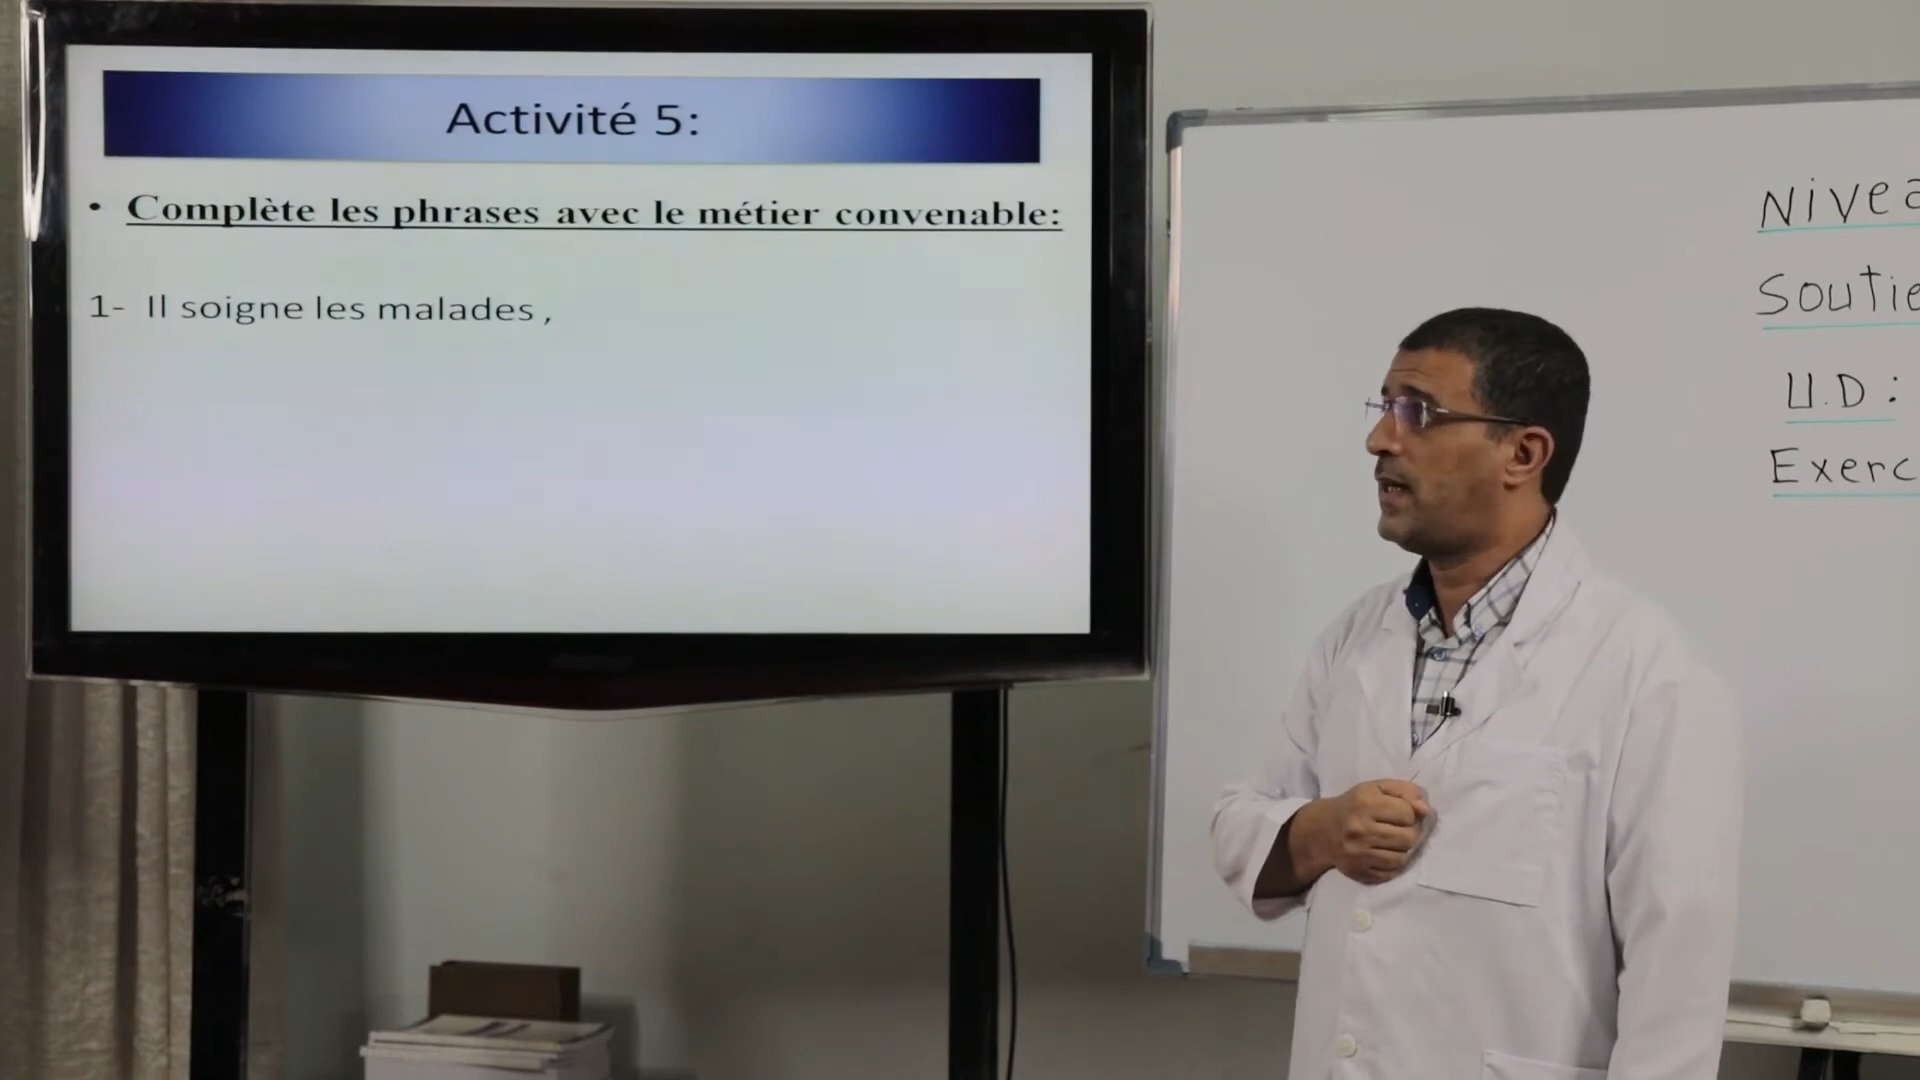 Activité 5:
• Complète les phrases avec le métier convenable:
1- Il soigne les malades ,
Nivea
Soutie
U.D :
Exerc